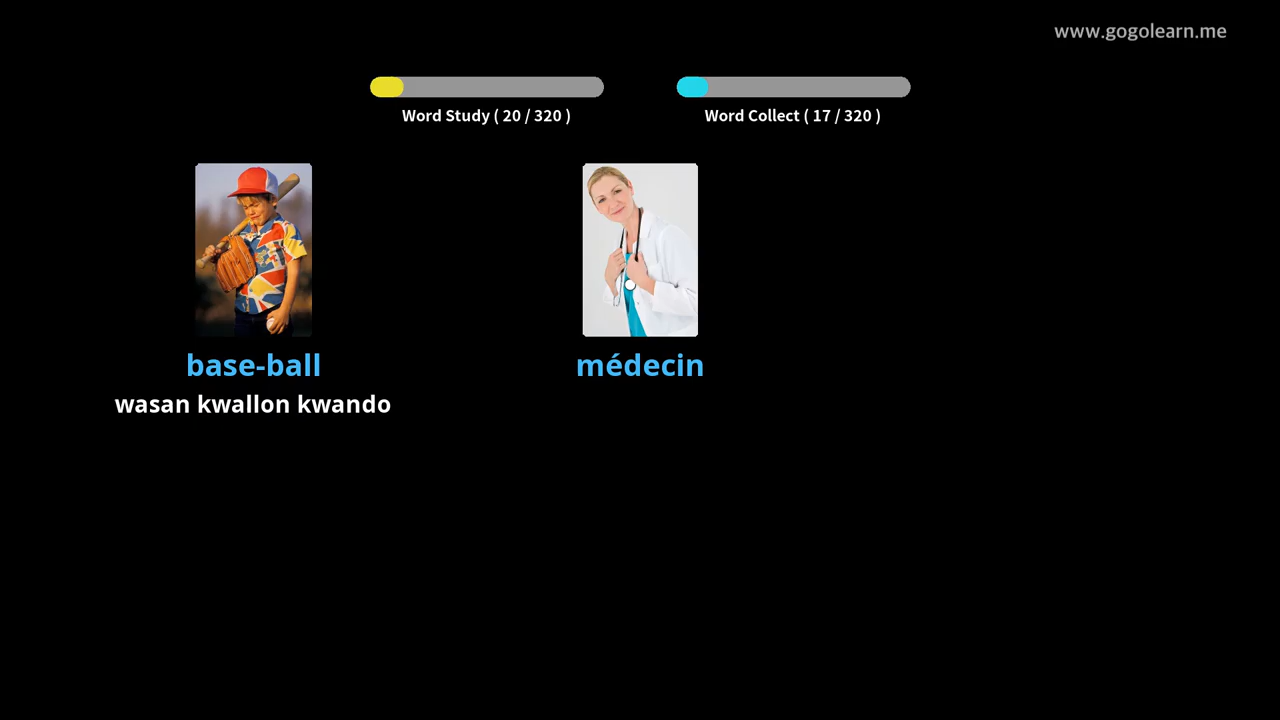 www.gogolearn.me
Word Study ( 20 / 320 )
Word Collect ( 17 / 320 )
base-ball
médecin
wasan kwallon kwando